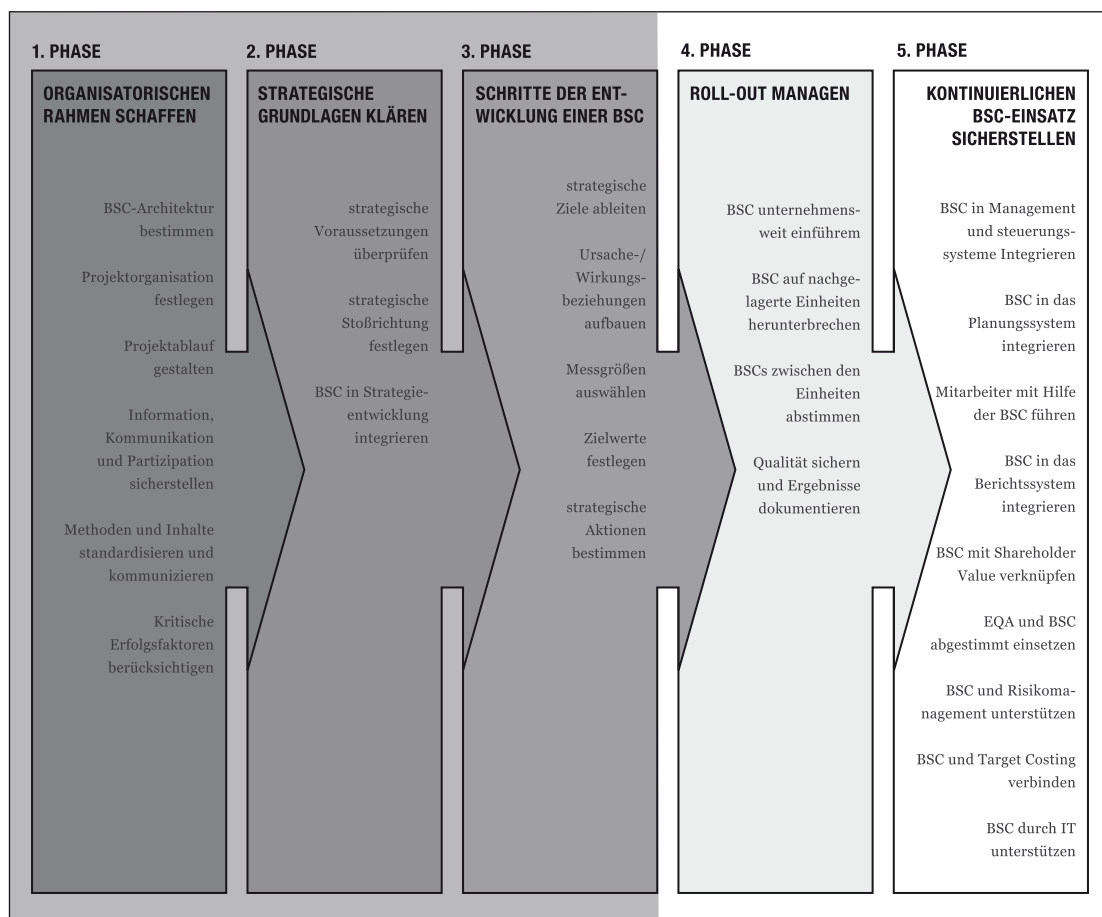 1. PHASE
ORGANISATORISCHEN
RAHMEN SCHAFFEN
BSC-Architektur
bestimmen
Projektorganisation
festlegen
Projektablauf
gestalten
Information,
Kommunikation
und Partizipation
sicherstellen
Methoden und Inhalte
standardisieren und
kommunizieren
Kritische
Erfolgsfaktoren
berücksichtigen
2. PHASE
STRATEGISCHE
GRUNDLAGEN KLÄREN
strategische
Voraussetzungen
überprüfen
strategische
Stoßrichtung
festlegen
BSC in Strategie-
entwicklung
integrieren
3. PHASE
SCHRITTE DER ENT-
WICKLUNG EINER BSC
strategische
Ziele ableiten
Ursache-/
Wirkungs-
beziehungen
aufbauen
Messgrößen
auswählen
Zielwerte
festlegen
strategische
Aktionen
bestimmen
4. PHASE
ROLL-OUT MANAGEN
BSC unternehmens-
weit einführem
BSC auf nachge-
lagerte Einheiten
herunterbrechen
BSCs zwischen den
Einheiten
abstimmen
Qualität sichern
und Ergebnisse
dokumentieren
5. PHASE
KONTINUIERLICHEN
BSC-EINSATZ
SICHERSTELLEN
BSC in Management
und steuerungs-
systeme Integrieren
BSC in das
Planungssystem
integrieren
Mitarbeiter mit Hilfe
der BSC führen
BSC in das
Berichtssystem
integrieren
BSC mit Shareholder
Value verknüpfen
EQA und BSC
abgestimmt einsetzen
BSC und Risikoma-
nagement unterstützen
BSC und Target Costing
verbinden
BSC durch IT
unterstützen